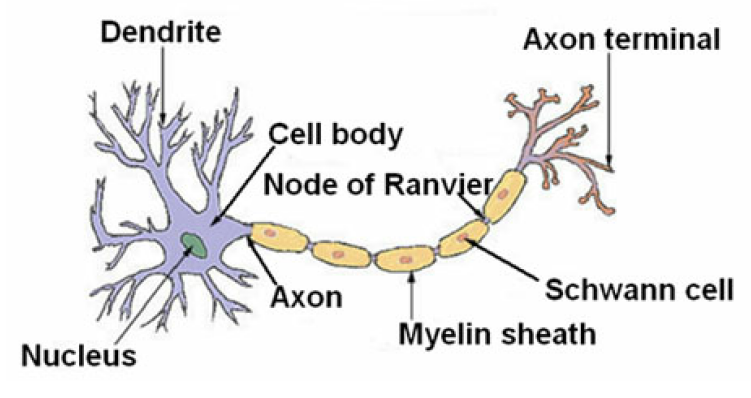 Dendrite
Axon terminal
Cell body
Node of Ranvier
Axon
Schwann cell
Myelin sheath
Nucleus